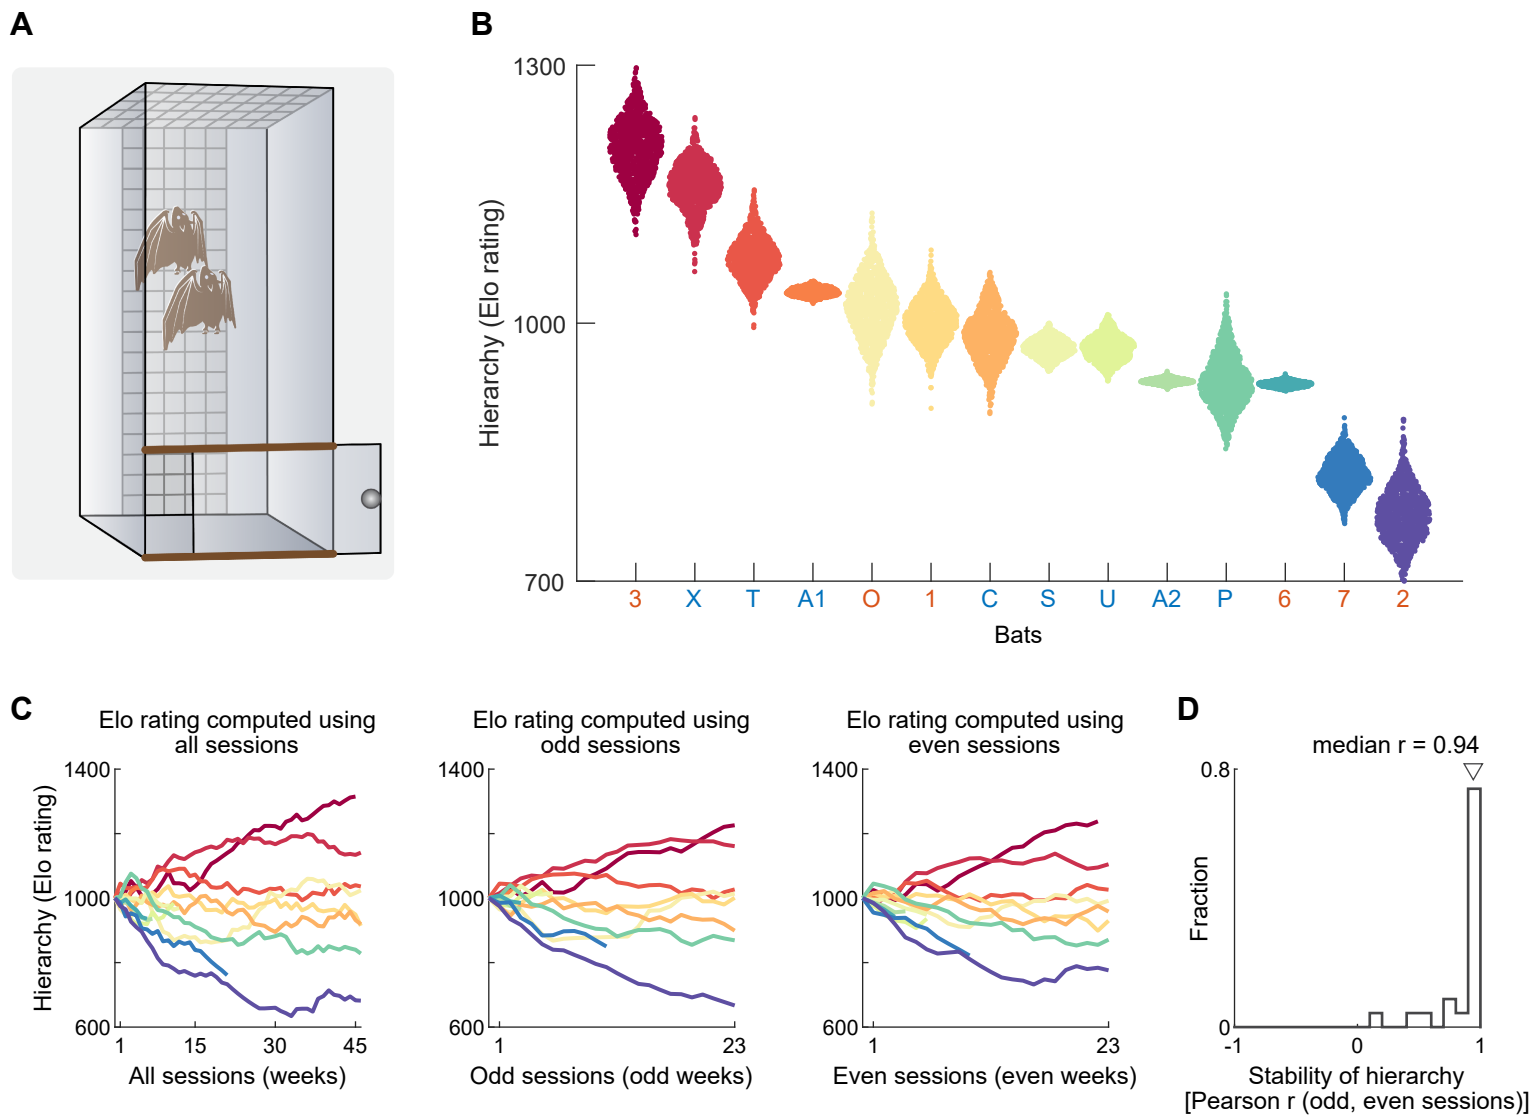 A
B
1300
1000
700
Hierarchy (Elo rating)
3 X T A1 O 1 C S U A2 P 6 7 2
Bats
C
Elo rating computed using
all sessions
1400
1000
600
Hierarchy (Elo rating)
1 15 30 45
All sessions (weeks)
Elo rating computed using
odd sessions
1400
1000
600
1 23
Odd sessions (odd weeks)
Elo rating computed using
even sessions
1400
1000
600
1 23
Even sessions (even weeks)
D
median r = 0.94
0.8
0
Fraction
-1 0 1
Stability of hierarchy
[Pearson r (odd, even sessions)]